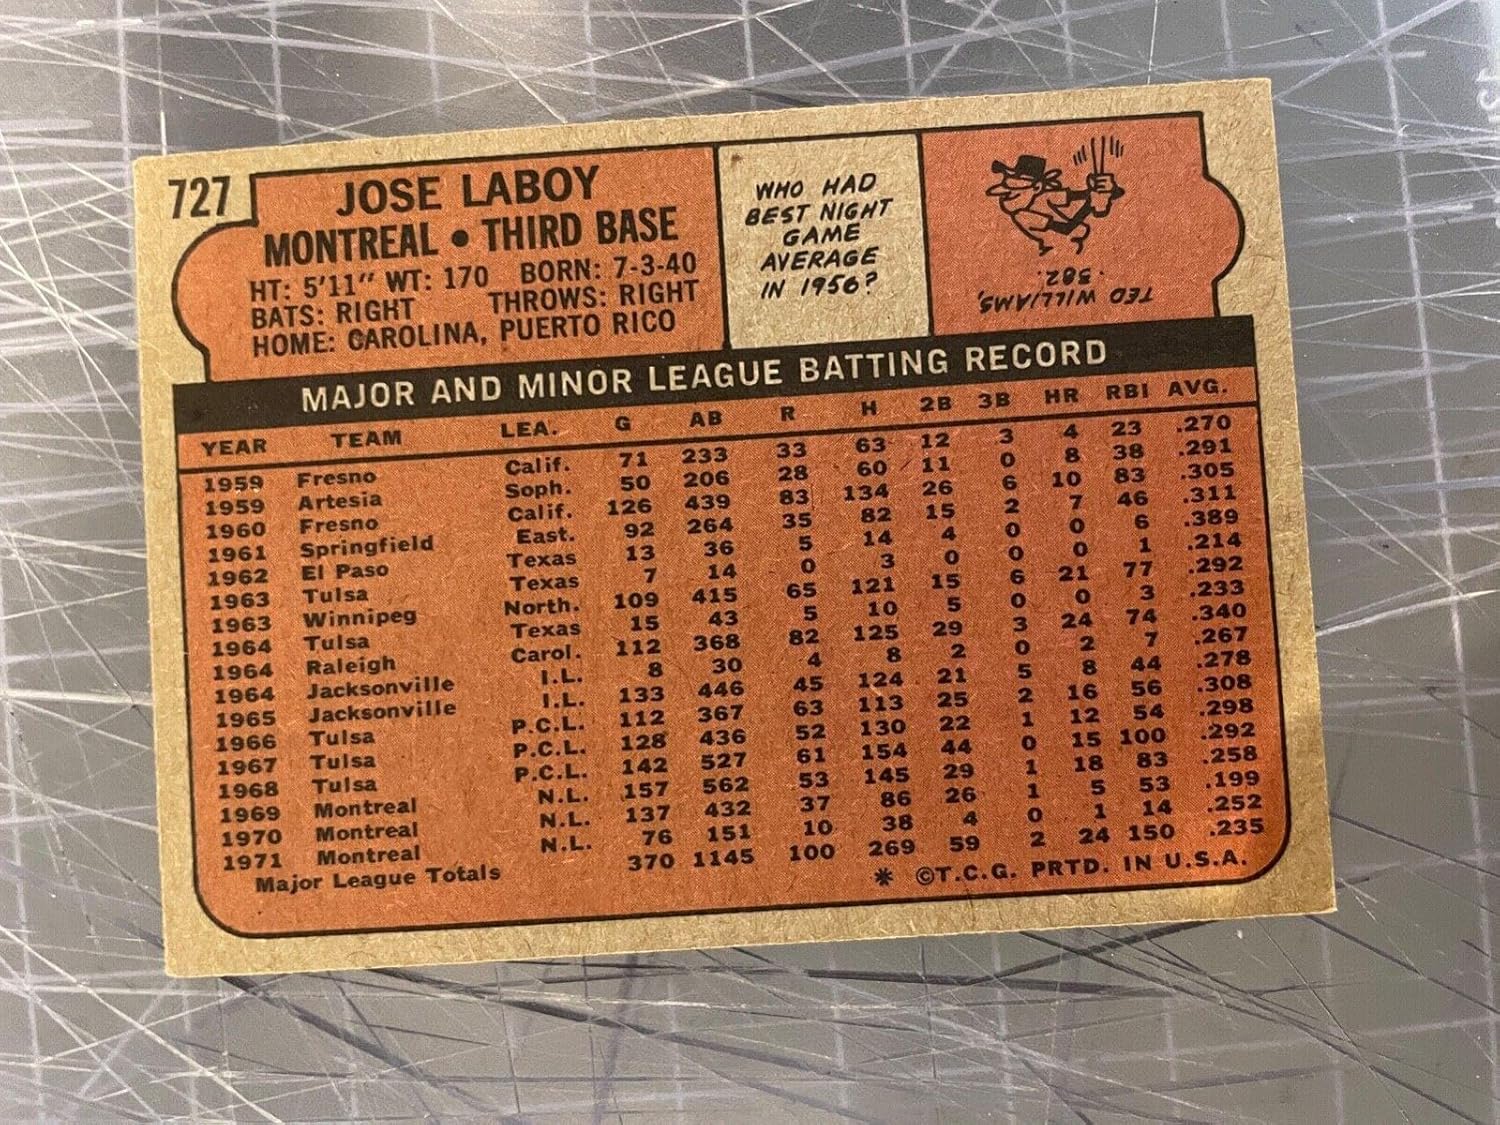 727
JOSE LABOY
MONTREAL • THIRD BASE
HT: 5'11" WT: 170 BORN: 7-3-40
BATS: RIGHT THROWS: RIGHT
HOME: CAROLINA, PUERTO RICO
WHO HAD
BEST NIGHT
GAME
AVERAGE
IN 1956?
TED WILLIAMS,
.582.
MAJOR AND MINOR LEAGUE BATTING RECORD
YEAR TEAM LEA. G AB R H 2B 3B HR RBI AVG.
1959 Fresno Calif. 71 233 33 63 12 3 4 23 .270
1959 Artesia Soph. 50 206 28 60 11 0 8 38 .291
1960 Fresno Calif. 126 439 83 134 26 6 10 83 .305
1961 Springfield East. 92 264 35 82 15 2 7 46 .311
1962 El Paso Texas 13 36 5 14 4 0 0 6 .389
1963 Tulsa Texas 7 14 0 3 0 0 0 1 .214
1963 Winnipeg North. 109 415 65 121 15 6 21 77 .292
1964 Tulsa Texas 15 43 5 10 5 0 0 3 .233
1964 Raleigh Carol. 112 368 82 125 29 3 24 74 .340
1964 Jacksonville I.L. 8 30 4 8 2 0 2 7 .267
1965 Jacksonville I.L. 133 446 45 124 21 5 8 44 .278
1966 Tulsa P.C.L. 112 367 63 113 25 2 16 56 .308
1967 Tulsa P.C.L. 128 436 52 130 22 1 12 54 .298
1968 Tulsa P.C.L. 142 527 61 154 44 0 15 100 .292
1969 Montreal N.L. 157 562 53 145 29 1 18 83 .258
1970 Montreal N.L. 137 432 37 86 26 1 5 53 .199
1971 Montreal N.L. 76 151 10 38 4 0 1 14 .252
Major League Totals 370 1145 100 269 59 2 24 150 .235
* ©T.C.G. PRTD. IN U.S.A.